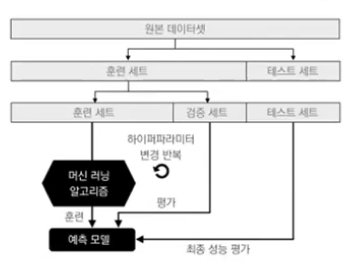 원본 데이터셋
훈련 세트
테스트 세트
훈련 세트
검증 세트
테스트 세트
하이퍼파라미터
변경 반복
머신 러닝
알고리즘
평가
훈련
예측 모델
최종 성능 평가